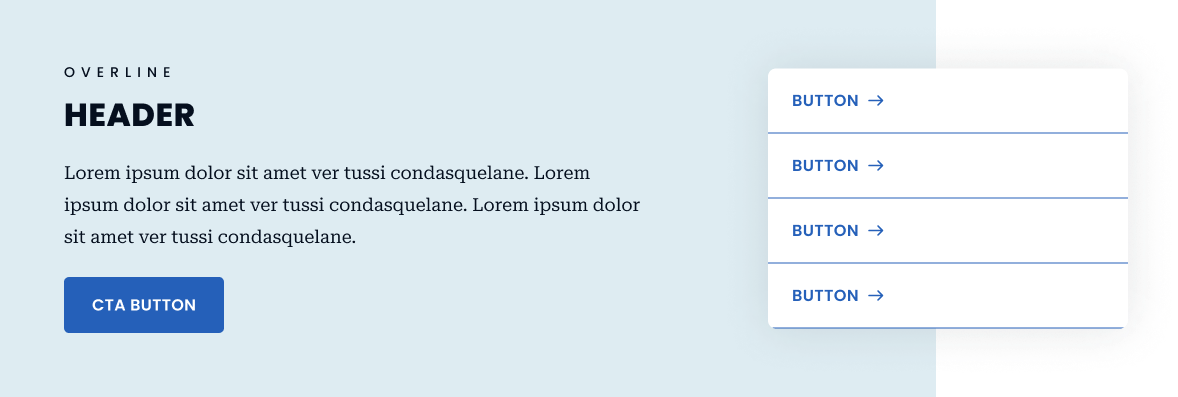 OVERLINE
HEADER
Lorem ipsum dolor sit amet ver tussi condasquelane. Lorem
ipsum dolor sit amet ver tussi condasquelane. Lorem ipsum dolor
sit amet ver tussi condasquelane.
CTA BUTTON
BUTTON →
BUTTON →
BUTTON →
BUTTON →